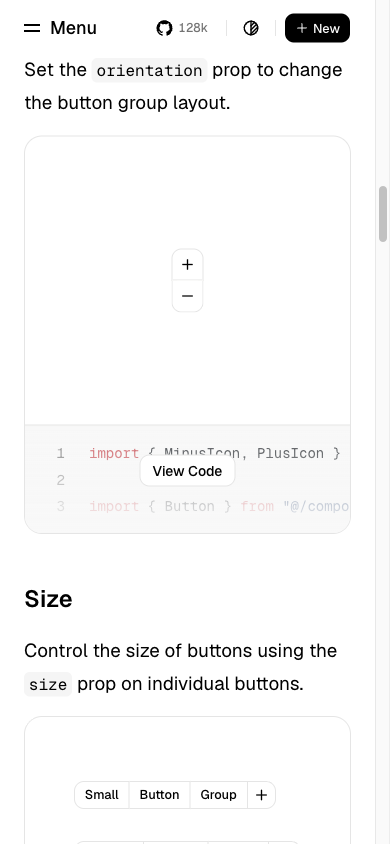 Menu 128k + New
Set the orientation prop to change
the button group layout.
1 import { MinusIcon, PlusIcon }
View Code
2
3 import { Button } from "@/compo
Size
Control the size of buttons using the
size prop on individual buttons.
Small Button Group +